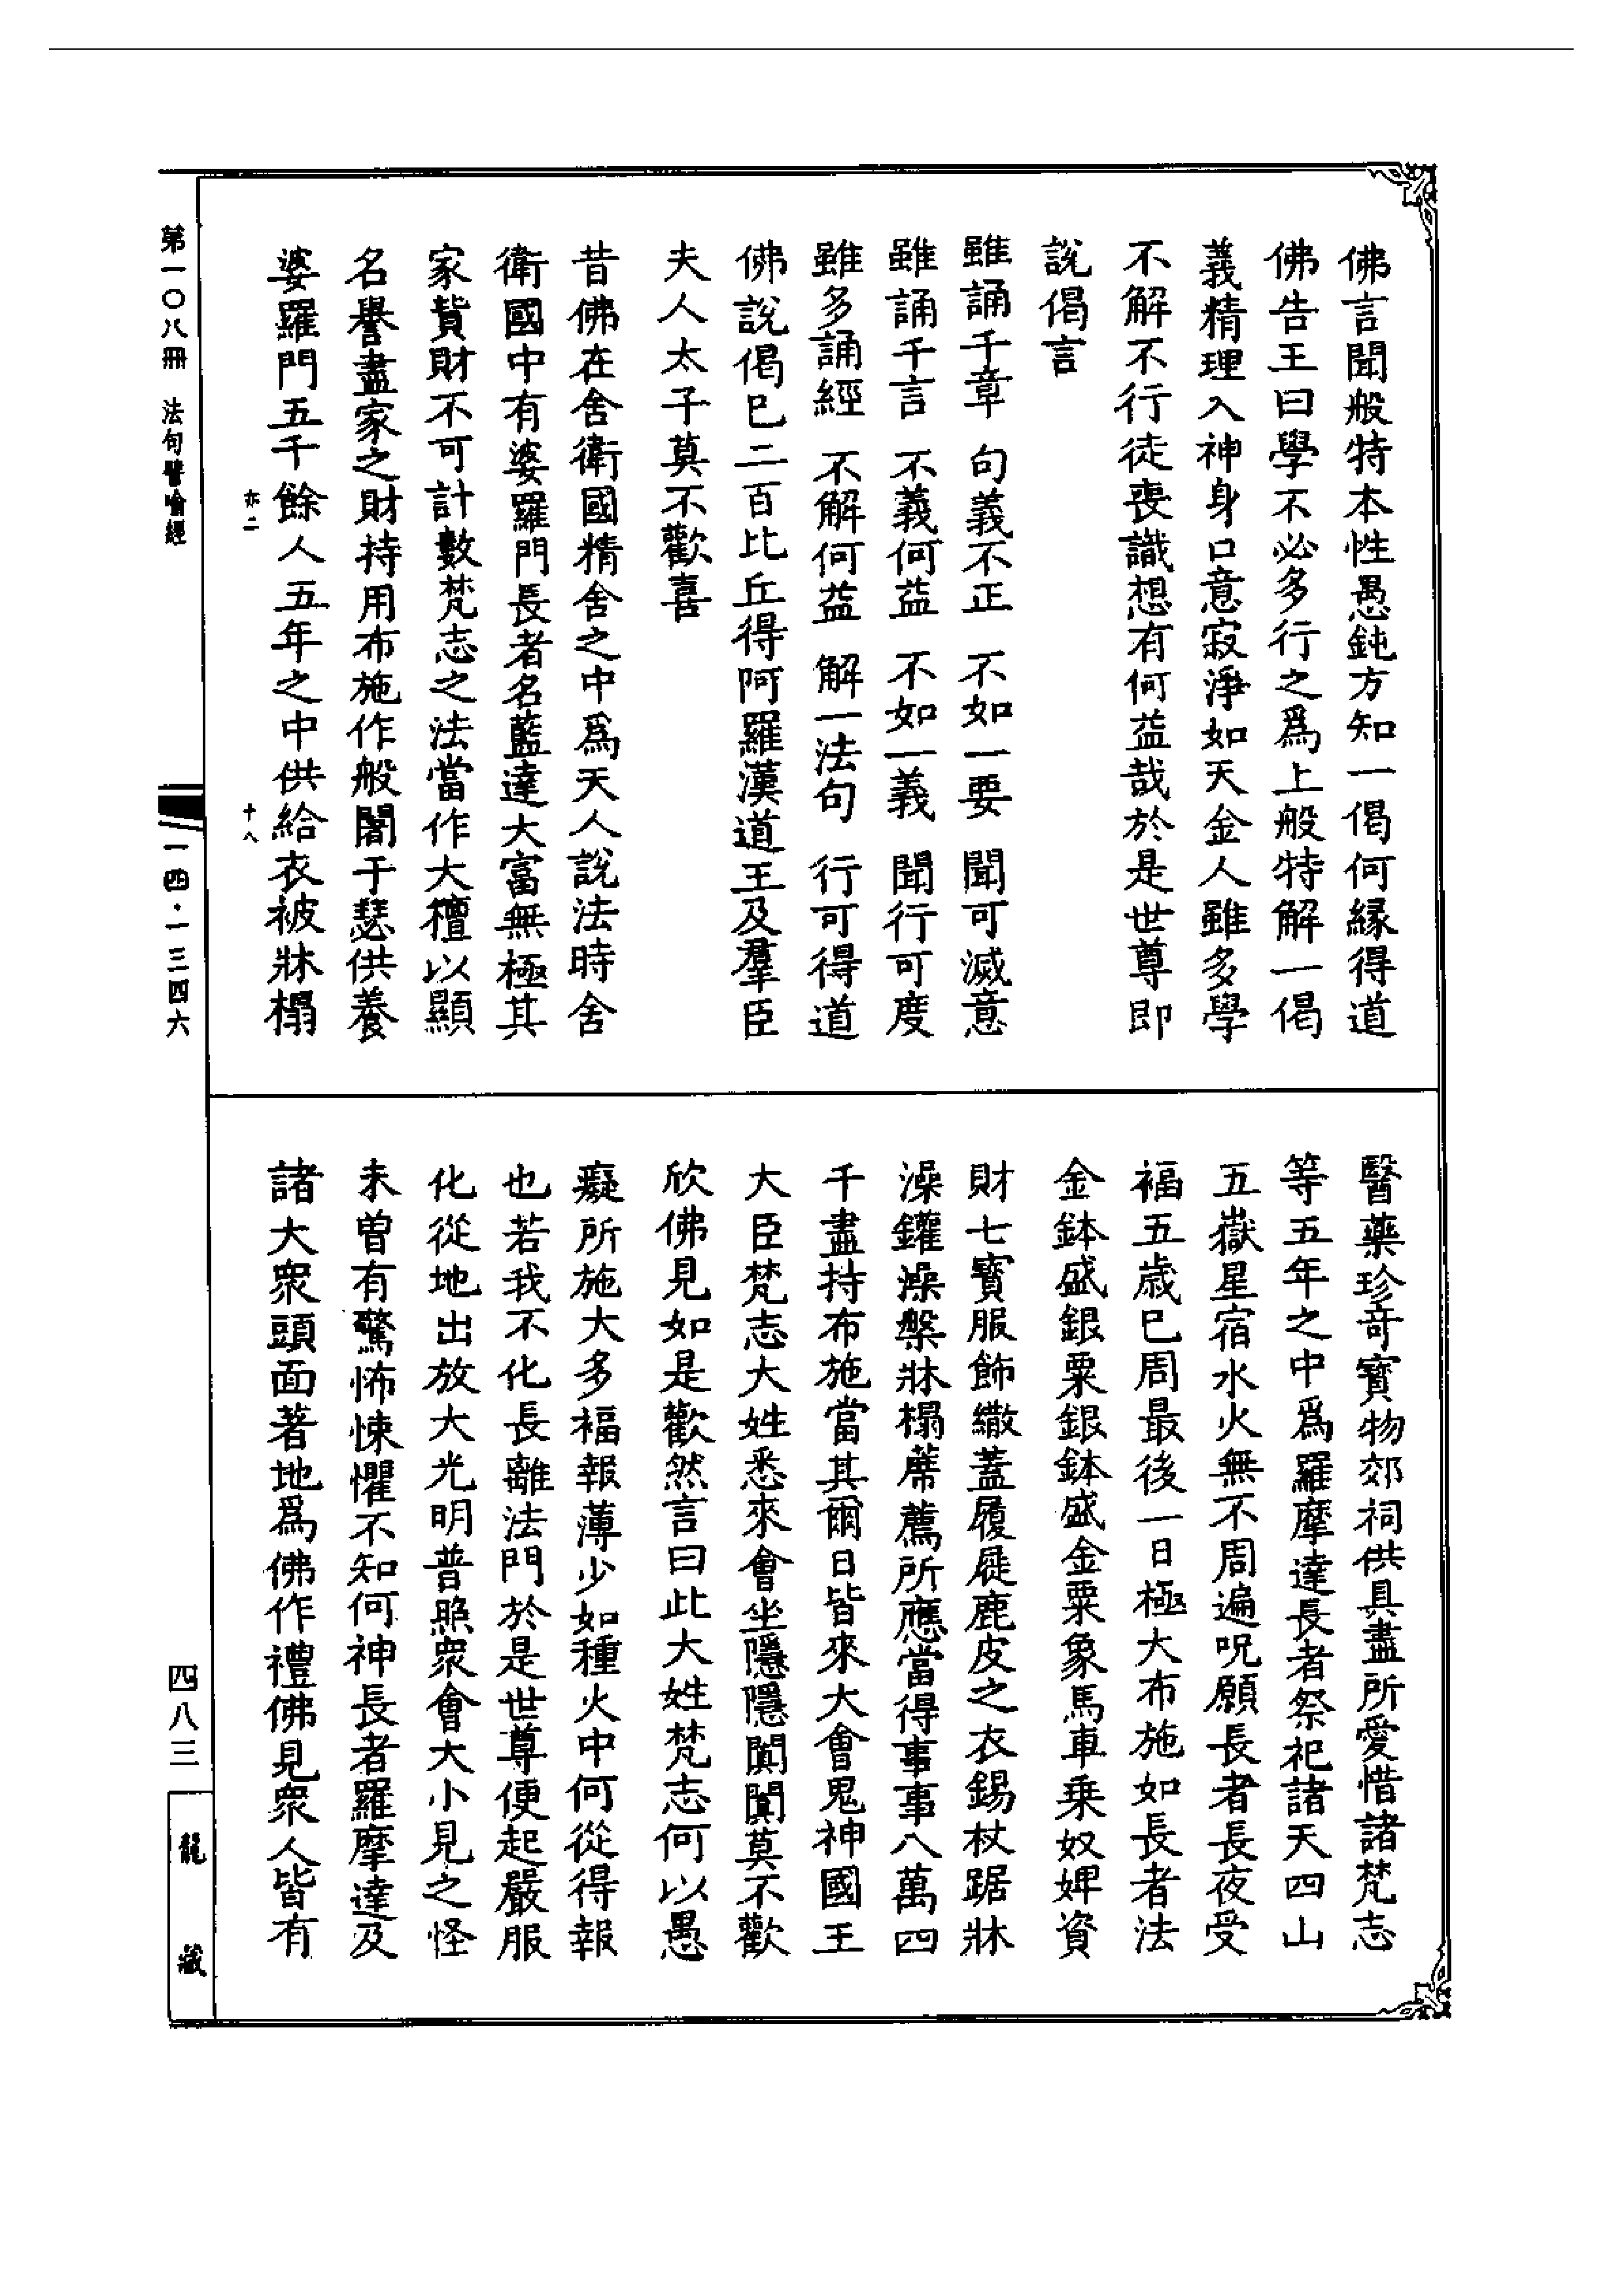 佛言聞般特本性愚鈍方知一偈何緣得道
佛告王曰學不必多行之為上般特解一偈
義精理入神身口意寂淨如天金人雖多學
不解不行徒喪識想有何益哉於是世尊即
說偈言
雖誦千章 句義不正 不如一要 聞可滅意
雖誦千言 不義何益 不如一義 聞行可度
雖多誦經 不解何益 解一法句 行可得道
佛說偈已二百比丘得阿羅漢道王及羣臣
夫人太子莫不歡喜
昔佛在舍衛國精舍之中為天人說法時舍
衛國中有婆羅門長者名藍達大富無極其
家貲財不可計數梵志之法當作大檀以顯
名譽盡家之財持用布施作般闍于瑟供養
婆羅門五千餘人五年之中供給衣被牀榻
亦二 十八
醫藥珍奇寶物郊祠供具盡所愛惜諸梵志
等五年之中為羅摩達長者祭祀諸天四山
五嶽星宿水火無不周遍呪願長者長夜受
福五歲已周最後一日極大布施如長者法
金鉢盛銀粟銀鉢盛金粟象馬車乗奴婢資
財七寶服飾繖蓋履屣鹿皮之衣錫杖踞牀
澡鑵澡槃牀榻蓆薦所應當得事事八萬四
千盡持布施當其爾日皆來大會鬼神國王
大臣梵志大姓悉來會坐隱隱闐闐莫不歡
欣佛見如是歡然言曰此大姓梵志何以愚
癡所施大多福報薄少如種火中何從得報
也若我不化長離法門於是世尊便起嚴服
化從地出放大光明普照衆會大小見之怪
未曾有驚怖悚懼不知何神長者羅摩達及
諸大衆頭面著地為佛作禮佛見衆人皆有
第一〇八冊 法句譬喻經
一四·一三四六
四八三
龍藏